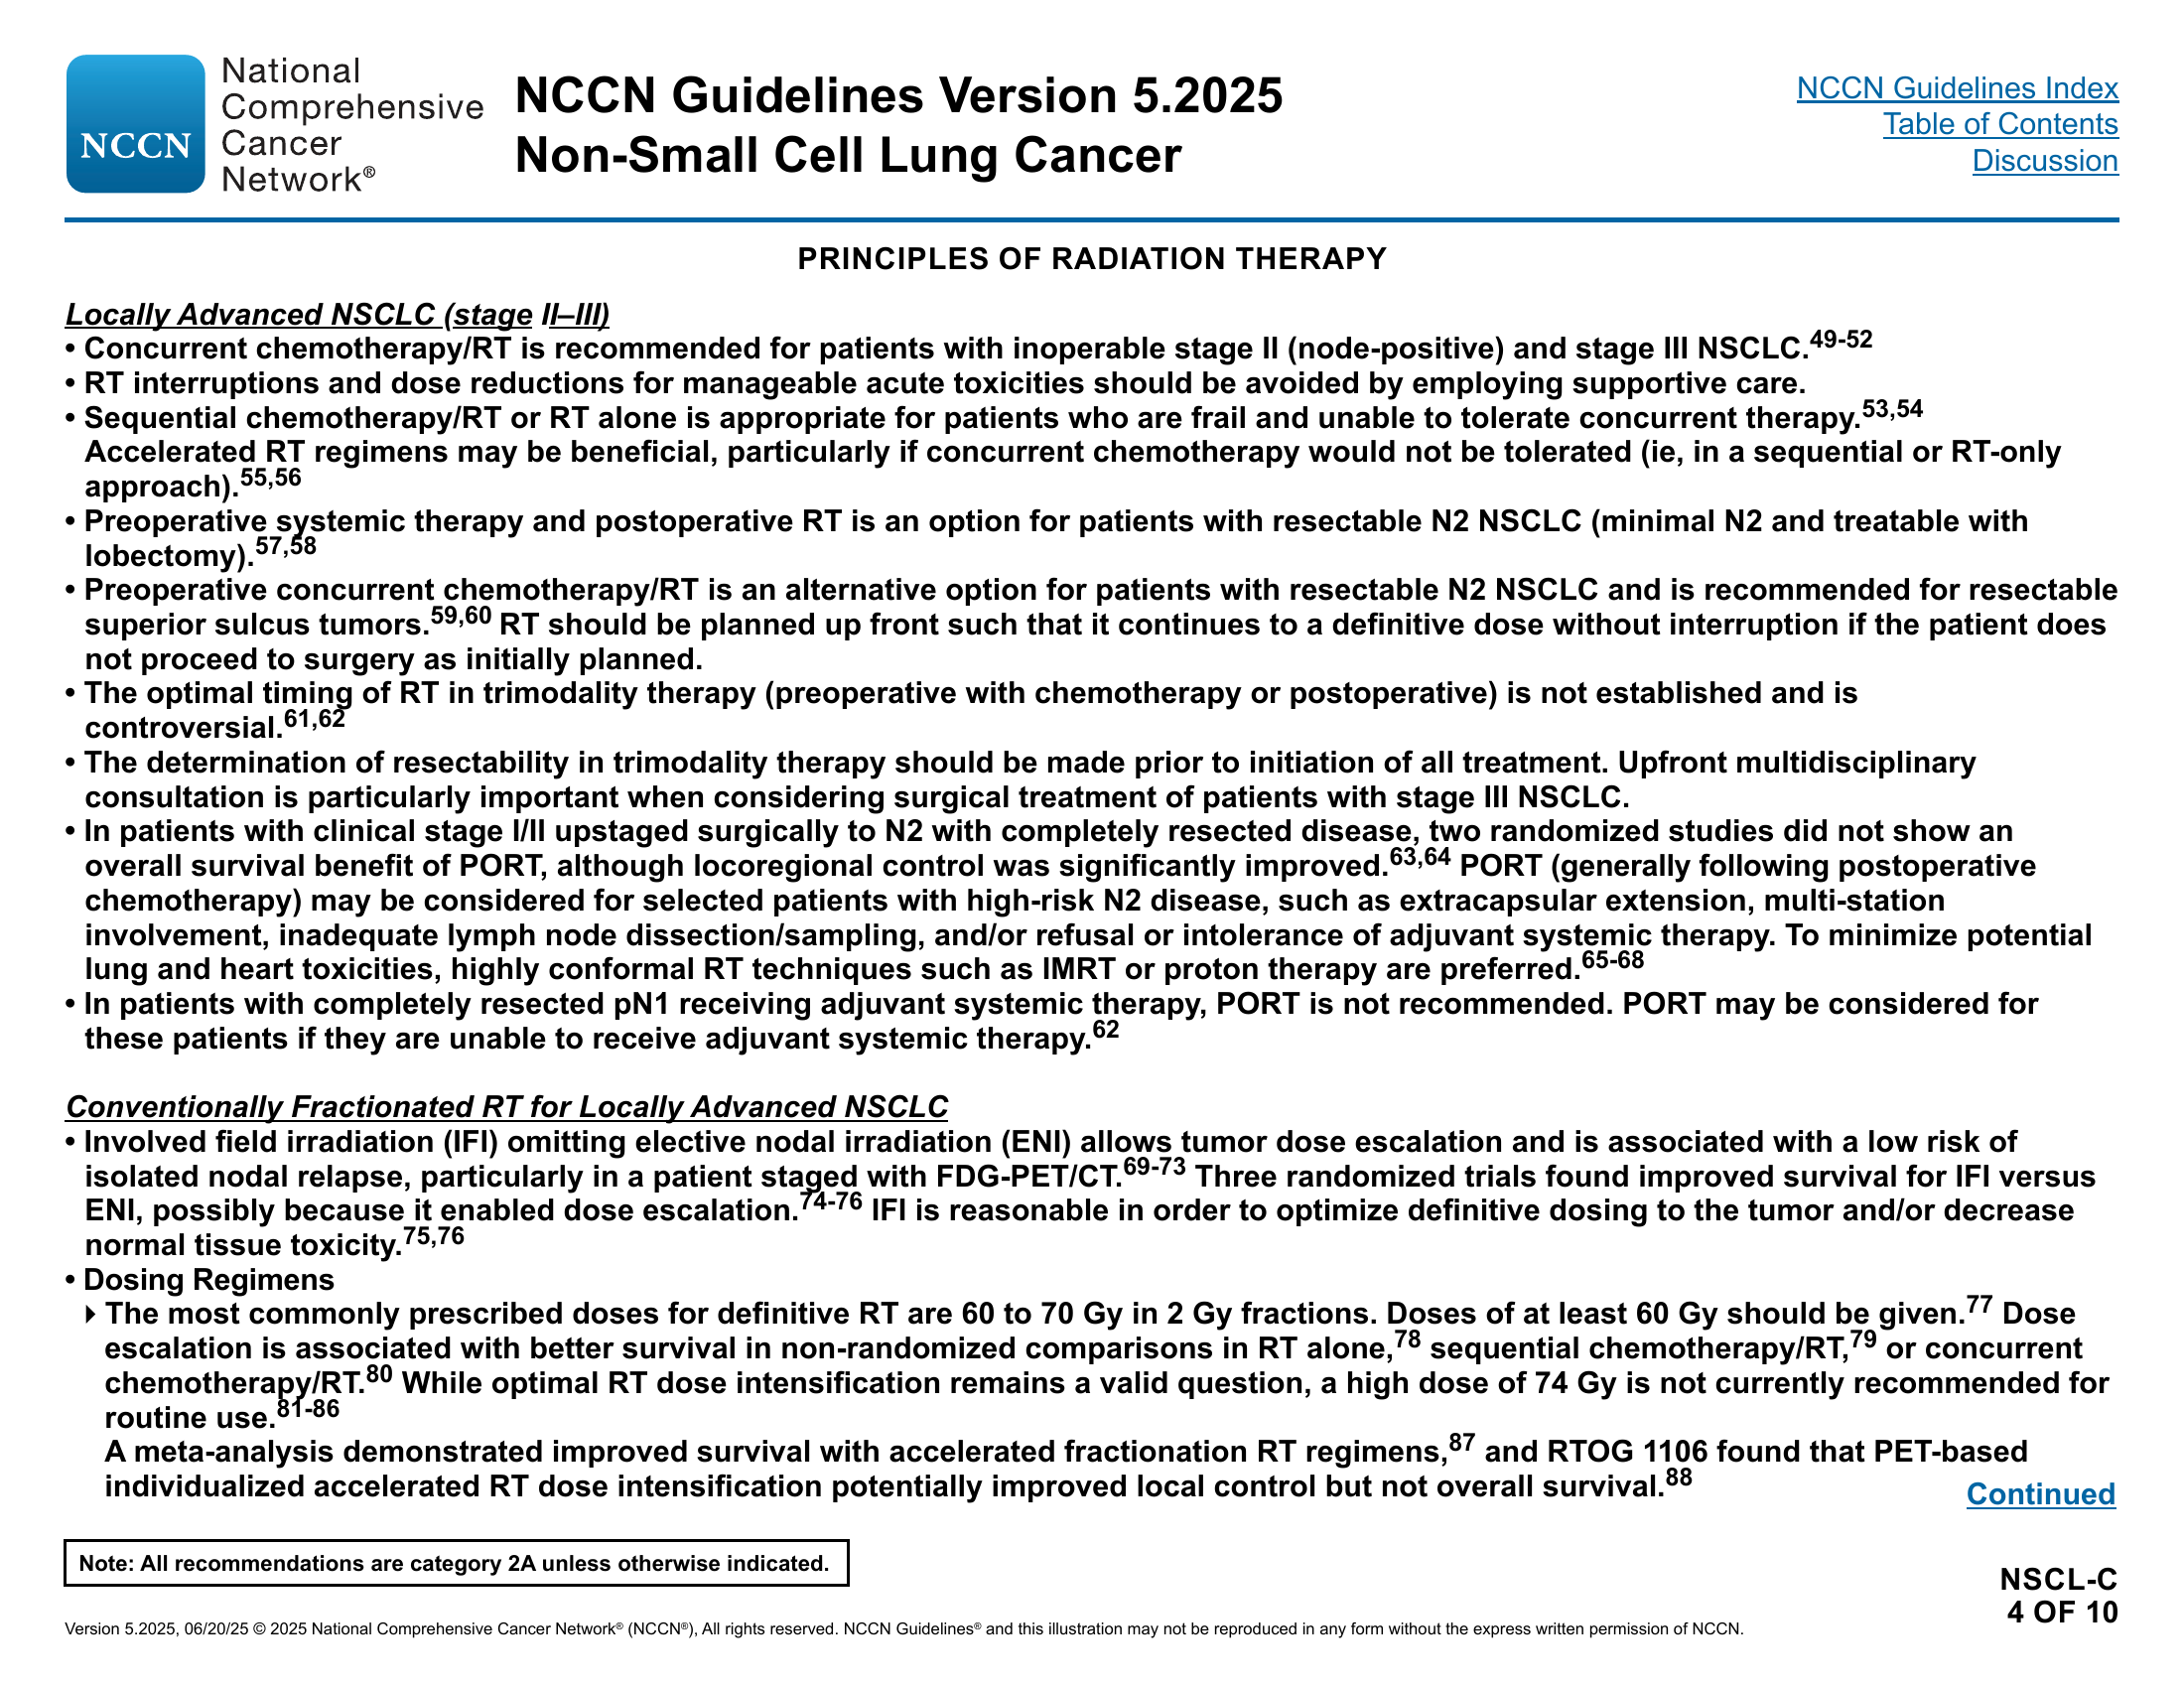 NCCN
National
Comprehensive
Cancer
Network®
NCCN Guidelines Version 5.2025
Non-Small Cell Lung Cancer
NCCN Guidelines Index
Table of Contents
Discussion
PRINCIPLES OF RADIATION THERAPY
Locally Advanced NSCLC (stage II–III)
• Concurrent chemotherapy/RT is recommended for patients with inoperable stage II (node-positive) and stage III NSCLC.49-52
• RT interruptions and dose reductions for manageable acute toxicities should be avoided by employing supportive care.
• Sequential chemotherapy/RT or RT alone is appropriate for patients who are frail and unable to tolerate concurrent therapy.53,54
Accelerated RT regimens may be beneficial, particularly if concurrent chemotherapy would not be tolerated (ie, in a sequential or RT-only
approach).55,56
• Preoperative systemic therapy and postoperative RT is an option for patients with resectable N2 NSCLC (minimal N2 and treatable with
lobectomy).57,58
• Preoperative concurrent chemotherapy/RT is an alternative option for patients with resectable N2 NSCLC and is recommended for resectable
superior sulcus tumors.59,60 RT should be planned up front such that it continues to a definitive dose without interruption if the patient does
not proceed to surgery as initially planned.
• The optimal timing of RT in trimodality therapy (preoperative with chemotherapy or postoperative) is not established and is
controversial.61,62
• The determination of resectability in trimodality therapy should be made prior to initiation of all treatment. Upfront multidisciplinary
consultation is particularly important when considering surgical treatment of patients with stage III NSCLC.
• In patients with clinical stage I/II upstaged surgically to N2 with completely resected disease, two randomized studies did not show an
overall survival benefit of PORT, although locoregional control was significantly improved.63,64 PORT (generally following postoperative
chemotherapy) may be considered for selected patients with high-risk N2 disease, such as extracapsular extension, multi-station
involvement, inadequate lymph node dissection/sampling, and/or refusal or intolerance of adjuvant systemic therapy. To minimize potential
lung and heart toxicities, highly conformal RT techniques such as IMRT or proton therapy are preferred.65-68
• In patients with completely resected pN1 receiving adjuvant systemic therapy, PORT is not recommended. PORT may be considered for
these patients if they are unable to receive adjuvant systemic therapy.62
Conventionally Fractionated RT for Locally Advanced NSCLC
• Involved field irradiation (IFI) omitting elective nodal irradiation (ENI) allows tumor dose escalation and is associated with a low risk of
isolated nodal relapse, particularly in a patient staged with FDG-PET/CT.69-73 Three randomized trials found improved survival for IFI versus
ENI, possibly because it enabled dose escalation.74-76 IFI is reasonable in order to optimize definitive dosing to the tumor and/or decrease
normal tissue toxicity.75,76
• Dosing Regimens
▸ The most commonly prescribed doses for definitive RT are 60 to 70 Gy in 2 Gy fractions. Doses of at least 60 Gy should be given.77 Dose
escalation is associated with better survival in non-randomized comparisons in RT alone,78 sequential chemotherapy/RT,79 or concurrent
chemotherapy/RT.80 While optimal RT dose intensification remains a valid question, a high dose of 74 Gy is not currently recommended for
routine use.81-86
A meta-analysis demonstrated improved survival with accelerated fractionation RT regimens,87 and RTOG 1106 found that PET-based
individualized accelerated RT dose intensification potentially improved local control but not overall survival.88
Continued
Note: All recommendations are category 2A unless otherwise indicated.
NSCL-C
4 OF 10
Version 5.2025, 06/20/25 © 2025 National Comprehensive Cancer Network® (NCCN®), All rights reserved. NCCN Guidelines® and this illustration may not be reproduced in any form without the express written permission of NCCN.